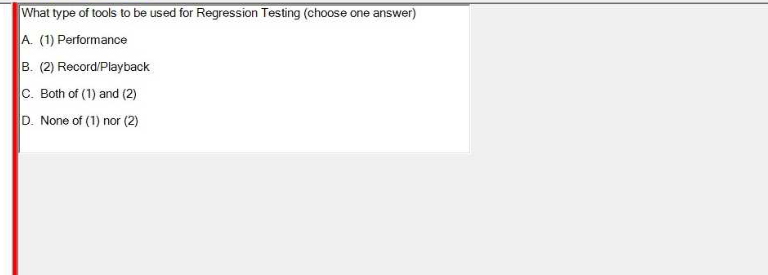 What type of tools to be used for Regression Testing (choose one answer)
A. (1) Performance
B. (2) Record/Playback
C. Both of (1) and (2)
D. None of (1) nor (2)